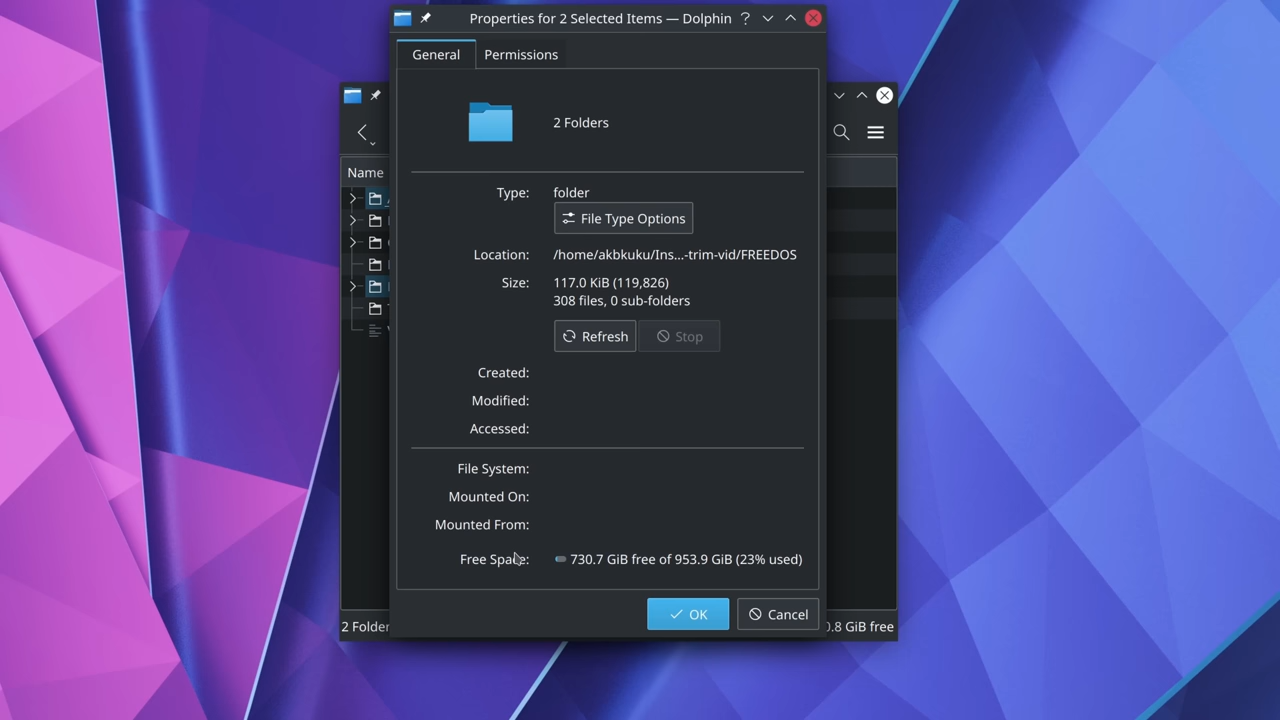 Properties for 2 Selected Items — Dolphin
General Permissions
2 Folders
Name
Type: folder
File Type Options
Location: /home/akbkuku/Ins...-trim-vid/FREEDOS
Size: 117.0 KiB (119,826)
308 files, 0 sub-folders
Refresh Stop
Created:
Modified:
Accessed:
File System:
Mounted On:
Mounted From:
Free Space: 730.7 GiB free of 953.9 GiB (23% used)
OK Cancel
2 Folder
0.8 GiB free